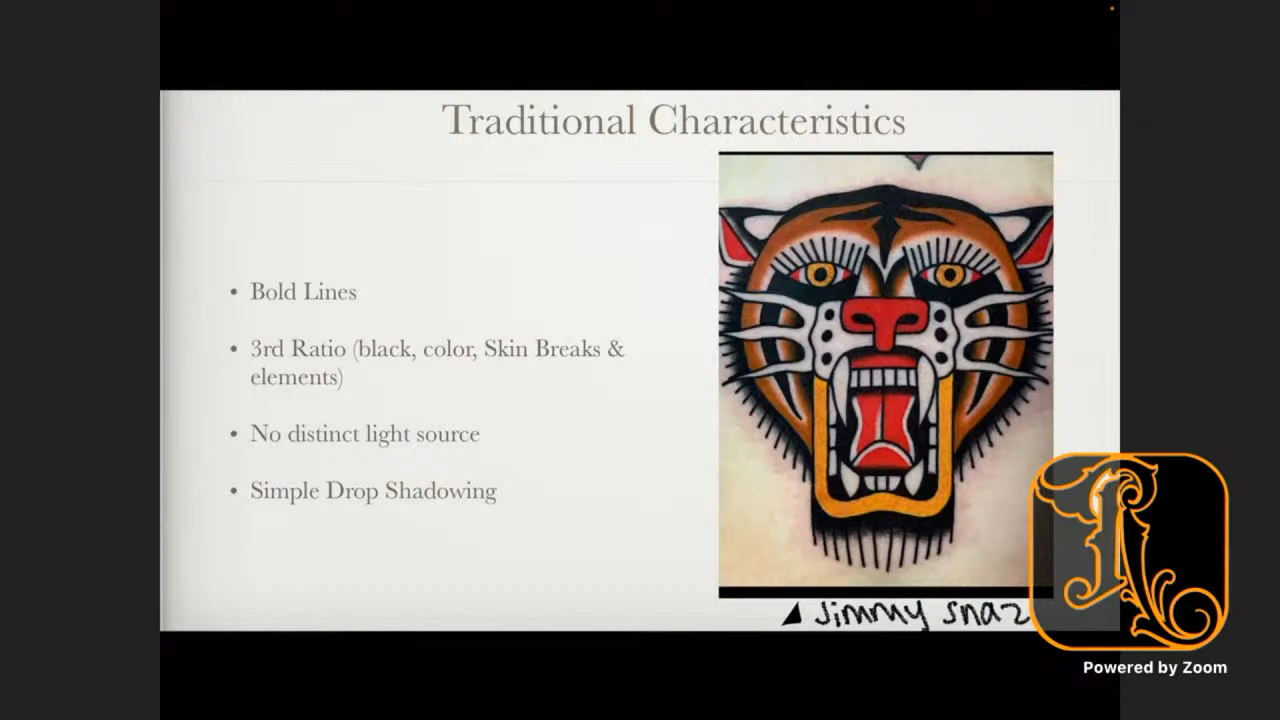 Traditional Characteristics
• Bold Lines
• 3rd Ratio (black, color, Skin Breaks &
elements)
• No distinct light source
• Simple Drop Shadowing
Jimmy Snaz
Powered by Zoom